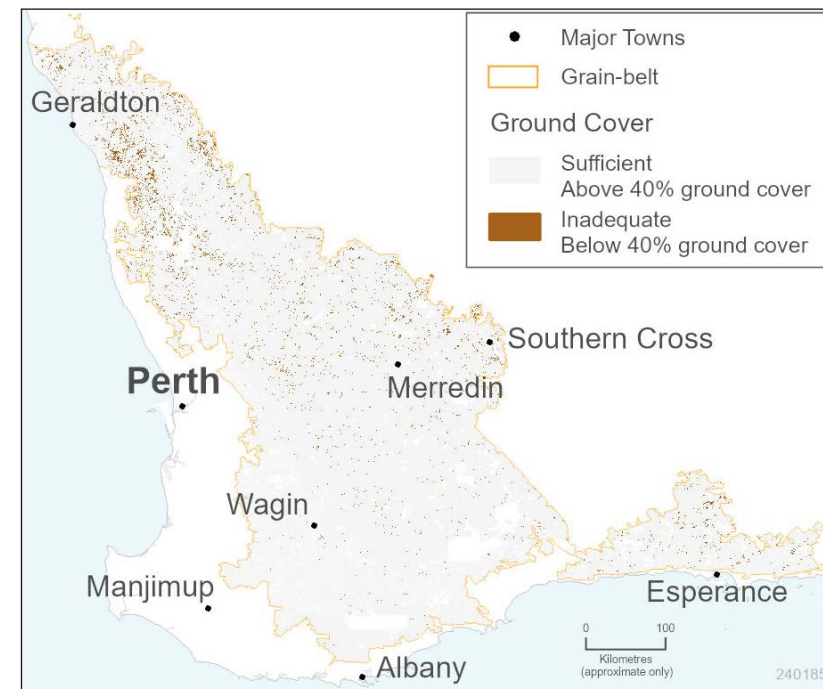 Major Towns
Grain-belt
Ground Cover
Sufficient
Above 40% ground cover
Inadequate
Below 40% ground cover
Geraldton
Southern Cross
Merredin
Perth
Wagin
Manjimup
Esperance
Albany
0 100
Kilometres
(approximate only)
240185